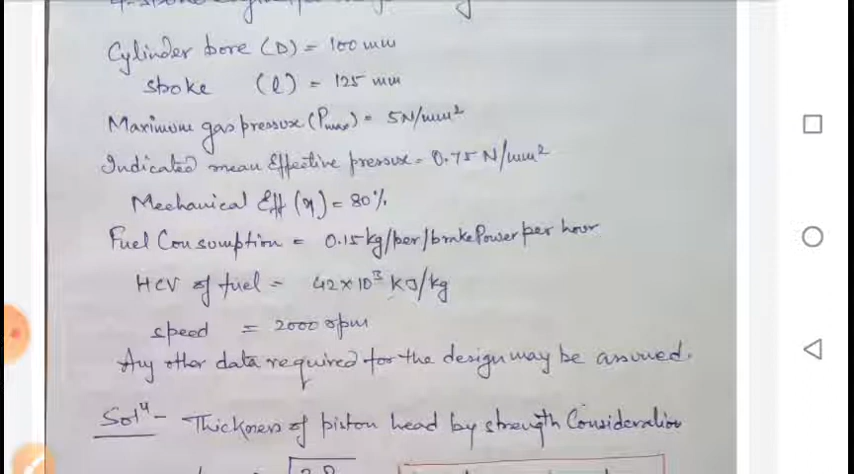 Cylinder bore (D) = 100 mm
stroke (l) = 125 mm
Maximum gas pressure (Pmax) = 5N/mm²
Indicated mean Effective pressure = 0.75 N/mm²
Mechanical Eff (η) = 80%
Fuel Consumption = 0.15kg/per/brake Power per hour
HCV of fuel = 42×10³ KJ/kg
speed = 2000 rpm
Any other data required for the design may be assumed.
Solⁿ - Thickness of piston head by strength Consideration